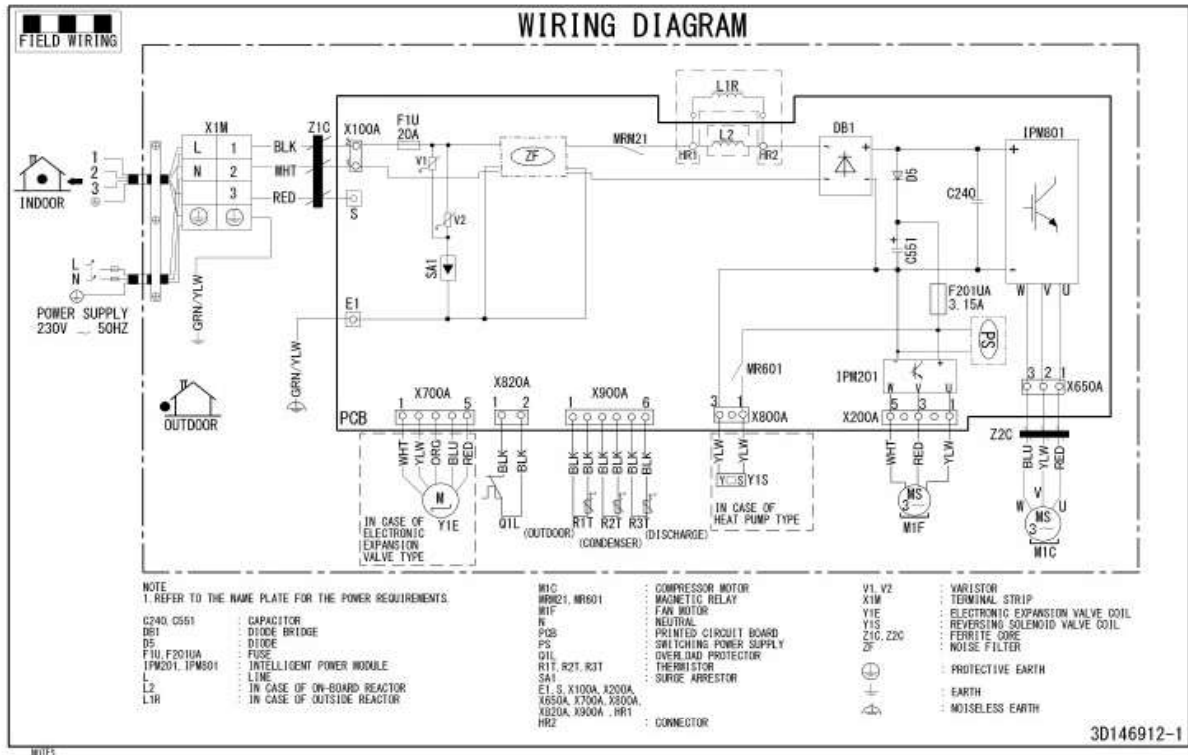 WIRING DIAGRAM
FIELD WIRING
X1M
L 1
N 2
3
BLK
WHT
RED
Z1C
X100A
S
F1U
20A
V1
V2
SA1
ZF
MRM21
L1R
L2
HR1
HR2
DB1
D5
C240
C551
IPM801
+
-
W V U
F201UA
3.15A
PS
IPM201
- +
W V U
MR601
1
2
3
INDOOR
L
N
POWER SUPPLY
230V ~ 50HZ
GRN/YLW
OUTDOOR
E1
GRN/YLW
PCB
X700A
1 5
X820A
1 2
X900A
1 6
3 1
X800A
X200A
5 3 1
3 2 1
X650A
Z2C
WHT
YLW
ORG
BLU
RED
M
Y1E
IN CASE OF
ELECTRONIC
EXPANSION
VALVE TYPE
BLK
BLK
Q1L
BLK
BLK
BLK
BLK
BLK
BLK
R1T R2T R3T
(OUTDOOR)
(CONDENSER)
(DISCHARGE)
YLW
YLW
Y S Y1S
IN CASE OF
HEAT PUMP TYPE
WHT
RED
YLW
MS
3~
M1F
BLU
YLW
RED
W V U
MS
3~
M1C
NOTE
1. REFER TO THE NAME PLATE FOR THE POWER REQUIREMENTS.
C240, C551 : CAPACITOR
DB1 : DIODE BRIDGE
D5 : DIODE
F1U, F201UA : FUSE
IPM201, IPM801 : INTELLIGENT POWER MODULE
L : LINE
L2 : IN CASE OF ON-BOARD REACTOR
L1R : IN CASE OF OUTSIDE REACTOR
M1C : COMPRESSOR MOTOR
MRM21, MR601 : MAGNETIC RELAY
M1F : FAN MOTOR
N : NEUTRAL
PCB : PRINTED CIRCUIT BOARD
PS : SWITCHING POWER SUPPLY
Q1L : OVERLOAD PROTECTOR
R1T, R2T, R3T : THERMISTOR
SA1 : SURGE ARRESTOR
E1, S, X100A, X200A,
X650A, X700A, X800A,
X820A, X900A , HR1
HR2 : CONNECTOR
V1, V2 : VARISTOR
X1M : TERMINAL STRIP
Y1E : ELECTRONIC EXPANSION VALVE COIL
Y1S : REVERSING SOLENOID VALVE COIL
Z1C, Z2C : FERRITE CORE
ZF : NOISE FILTER
: PROTECTIVE EARTH
: EARTH
: NOISELESS EARTH
3D146912-1
NOTES